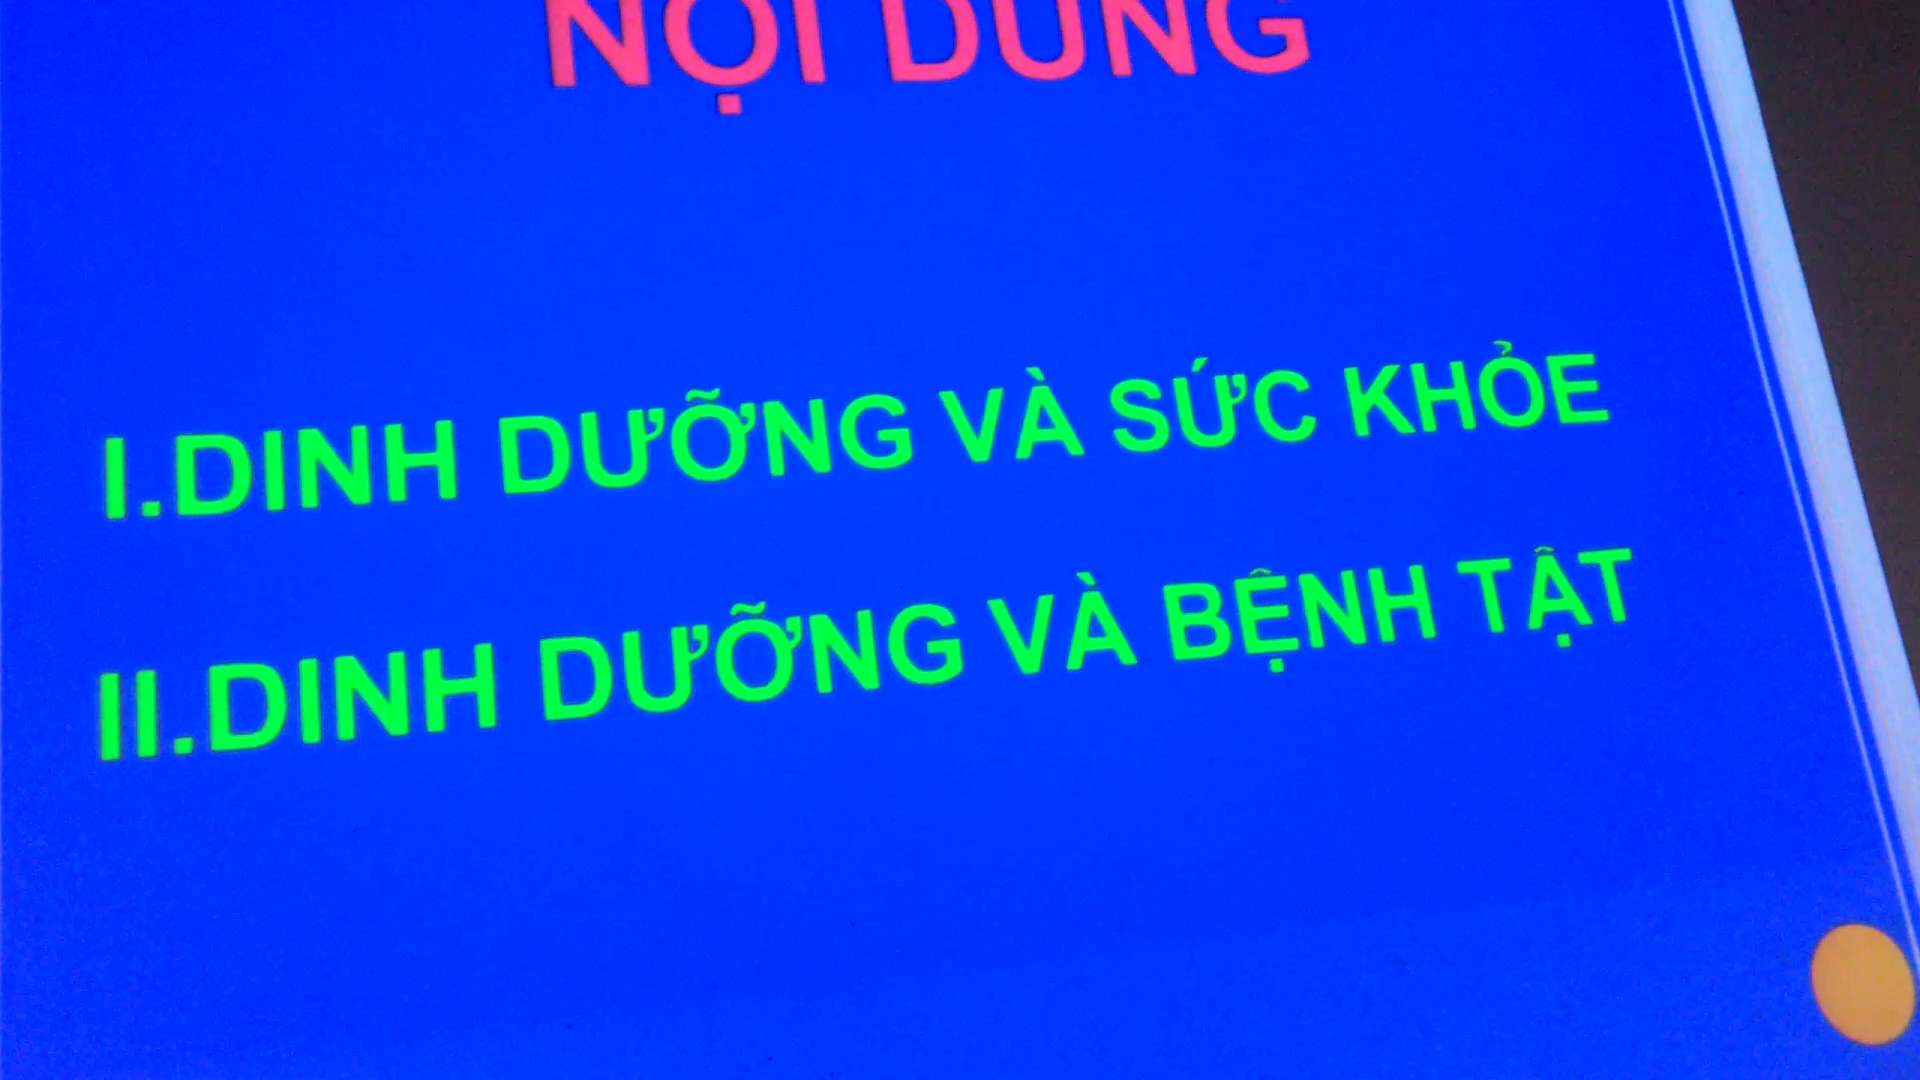 NỘI DUNG
I.DINH DƯỠNG VÀ SỨC KHỎE
II.DINH DƯỠNG VÀ BỆNH TẬT